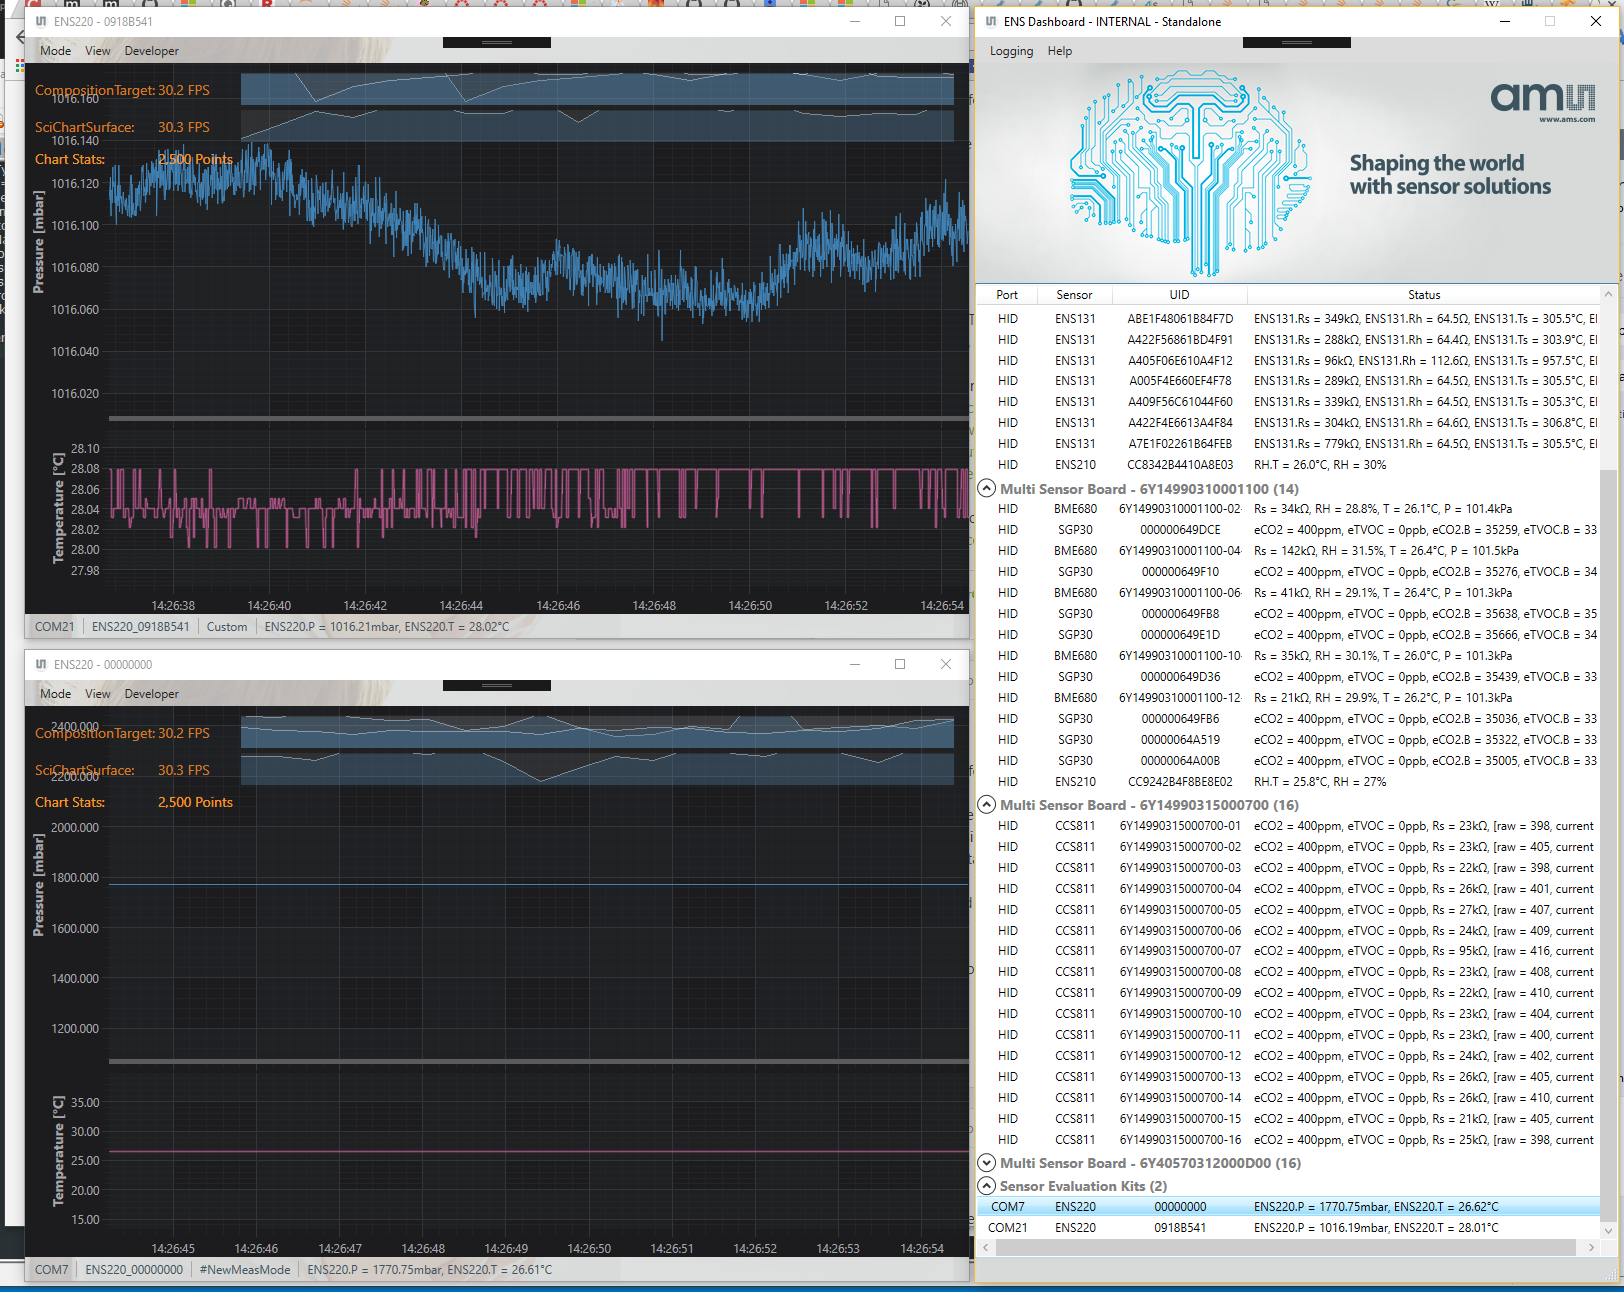 ENS220 - 0918B541
Mode View Developer
CompositionTarget: 30.2 FPS
1016.160
SciChartSurface: 30.3 FPS
1016.140
Chart Stats: 2,500 Points
1016.120
1016.100
1016.080
1016.060
1016.040
1016.020
Pressure [mbar]
28.10
28.08
28.06
28.04
28.02
28.00
27.98
Temperature [°C]
14:26:38 14:26:40 14:26:42 14:26:44 14:26:46 14:26:48 14:26:50 14:26:52 14:26:54
COM21 ENS220_0918B541 Custom ENS220.P = 1016.21mbar, ENS220.T = 28.02°C
ENS220 - 00000000
Mode View Developer
2400.000
CompositionTarget: 30.2 FPS
SciChartSurface: 30.3 FPS
2200.000
Chart Stats: 2,500 Points
2000.000
1800.000
1600.000
1400.000
1200.000
Pressure [mbar]
35.00
30.00
25.00
20.00
15.00
Temperature [°C]
14:26:45 14:26:46 14:26:47 14:26:48 14:26:49 14:26:50 14:26:51 14:26:52 14:26:53 14:26:54
COM7 ENS220_00000000 #NewMeasMode ENS220.P = 1770.75mbar, ENS220.T = 26.61°C
ENS Dashboard - INTERNAL - Standalone
Logging Help
am
www.ams.com
Shaping the world
with sensor solutions
Port Sensor UID Status
HID ENS131 ABE1F48061B84F7D ENS131.Rs = 349kΩ, ENS131.Rh = 64.5Ω, ENS131.Ts = 305.5°C, El
HID ENS131 A422F56861BD4F91 ENS131.Rs = 288kΩ, ENS131.Rh = 64.4Ω, ENS131.Ts = 303.9°C, El
HID ENS131 A405F06E610A4F12 ENS131.Rs = 96kΩ, ENS131.Rh = 112.6Ω, ENS131.Ts = 957.5°C, El
HID ENS131 A005F4E660EF4F78 ENS131.Rs = 289kΩ, ENS131.Rh = 64.5Ω, ENS131.Ts = 305.5°C, El
HID ENS131 A409F56C61044F60 ENS131.Rs = 339kΩ, ENS131.Rh = 64.5Ω, ENS131.Ts = 305.3°C, El
HID ENS131 A422F4E6613A4F84 ENS131.Rs = 304kΩ, ENS131.Rh = 64.6Ω, ENS131.Ts = 306.8°C, El
HID ENS131 A7E1F02261B64FEB ENS131.Rs = 779kΩ, ENS131.Rh = 64.5Ω, ENS131.Ts = 305.5°C, El
HID ENS210 CC8342B4410A8E03 RH.T = 26.0°C, RH = 30%
Multi Sensor Board - 6Y14990310001100 (14)
HID BME680 6Y14990310001100-02- Rs = 34kΩ, RH = 28.8%, T = 26.1°C, P = 101.4kPa
HID SGP30 000000649DCE eCO2 = 400ppm, eTVOC = 0ppb, eCO2.B = 35259, eTVOC.B = 33
HID BME680 6Y14990310001100-04- Rs = 142kΩ, RH = 31.5%, T = 26.4°C, P = 101.5kPa
HID SGP30 000000649F10 eCO2 = 400ppm, eTVOC = 0ppb, eCO2.B = 35276, eTVOC.B = 34
HID BME680 6Y14990310001100-06- Rs = 41kΩ, RH = 29.1%, T = 26.4°C, P = 101.3kPa
HID SGP30 000000649FB8 eCO2 = 400ppm, eTVOC = 0ppb, eCO2.B = 35638, eTVOC.B = 35
HID SGP30 000000649E1D eCO2 = 400ppm, eTVOC = 0ppb, eCO2.B = 35666, eTVOC.B = 34
HID BME680 6Y14990310001100-10- Rs = 35kΩ, RH = 30.1%, T = 26.0°C, P = 101.3kPa
HID SGP30 000000649D36 eCO2 = 400ppm, eTVOC = 0ppb, eCO2.B = 35439, eTVOC.B = 33
HID BME680 6Y14990310001100-12- Rs = 21kΩ, RH = 29.9%, T = 26.2°C, P = 101.3kPa
HID SGP30 000000649FB6 eCO2 = 400ppm, eTVOC = 0ppb, eCO2.B = 35036, eTVOC.B = 33
HID SGP30 00000064A519 eCO2 = 400ppm, eTVOC = 0ppb, eCO2.B = 35322, eTVOC.B = 33
HID SGP30 00000064A00B eCO2 = 400ppm, eTVOC = 0ppb, eCO2.B = 35005, eTVOC.B = 33
HID ENS210 CC9242B4F8BE8E02 RH.T = 25.8°C, RH = 27%
Multi Sensor Board - 6Y14990315000700 (16)
HID CCS811 6Y14990315000700-01 eCO2 = 400ppm, eTVOC = 0ppb, Rs = 23kΩ, [raw = 398, current
HID CCS811 6Y14990315000700-02 eCO2 = 400ppm, eTVOC = 0ppb, Rs = 23kΩ, [raw = 405, current
HID CCS811 6Y14990315000700-03 eCO2 = 400ppm, eTVOC = 0ppb, Rs = 22kΩ, [raw = 398, current
HID CCS811 6Y14990315000700-04 eCO2 = 400ppm, eTVOC = 0ppb, Rs = 26kΩ, [raw = 401, current
HID CCS811 6Y14990315000700-05 eCO2 = 400ppm, eTVOC = 0ppb, Rs = 27kΩ, [raw = 407, current
HID CCS811 6Y14990315000700-06 eCO2 = 400ppm, eTVOC = 0ppb, Rs = 24kΩ, [raw = 409, current
HID CCS811 6Y14990315000700-07 eCO2 = 400ppm, eTVOC = 0ppb, Rs = 95kΩ, [raw = 416, current
HID CCS811 6Y14990315000700-08 eCO2 = 400ppm, eTVOC = 0ppb, Rs = 23kΩ, [raw = 408, current
HID CCS811 6Y14990315000700-09 eCO2 = 400ppm, eTVOC = 0ppb, Rs = 22kΩ, [raw = 410, current
HID CCS811 6Y14990315000700-10 eCO2 = 400ppm, eTVOC = 0ppb, Rs = 23kΩ, [raw = 404, current
HID CCS811 6Y14990315000700-11 eCO2 = 400ppm, eTVOC = 0ppb, Rs = 23kΩ, [raw = 400, current
HID CCS811 6Y14990315000700-12 eCO2 = 400ppm, eTVOC = 0ppb, Rs = 24kΩ, [raw = 402, current
HID CCS811 6Y14990315000700-13 eCO2 = 400ppm, eTVOC = 0ppb, Rs = 26kΩ, [raw = 405, current
HID CCS811 6Y14990315000700-14 eCO2 = 400ppm, eTVOC = 0ppb, Rs = 26kΩ, [raw = 410, current
HID CCS811 6Y14990315000700-15 eCO2 = 400ppm, eTVOC = 0ppb, Rs = 21kΩ, [raw = 405, current
HID CCS811 6Y14990315000700-16 eCO2 = 400ppm, eTVOC = 0ppb, Rs = 25kΩ, [raw = 398, current
Multi Sensor Board - 6Y40570312000D00 (16)
Sensor Evaluation Kits (2)
COM7 ENS220 00000000 ENS220.P = 1770.75mbar, ENS220.T = 26.62°C
COM21 ENS220 0918B541 ENS220.P = 1016.19mbar, ENS220.T = 28.01°C